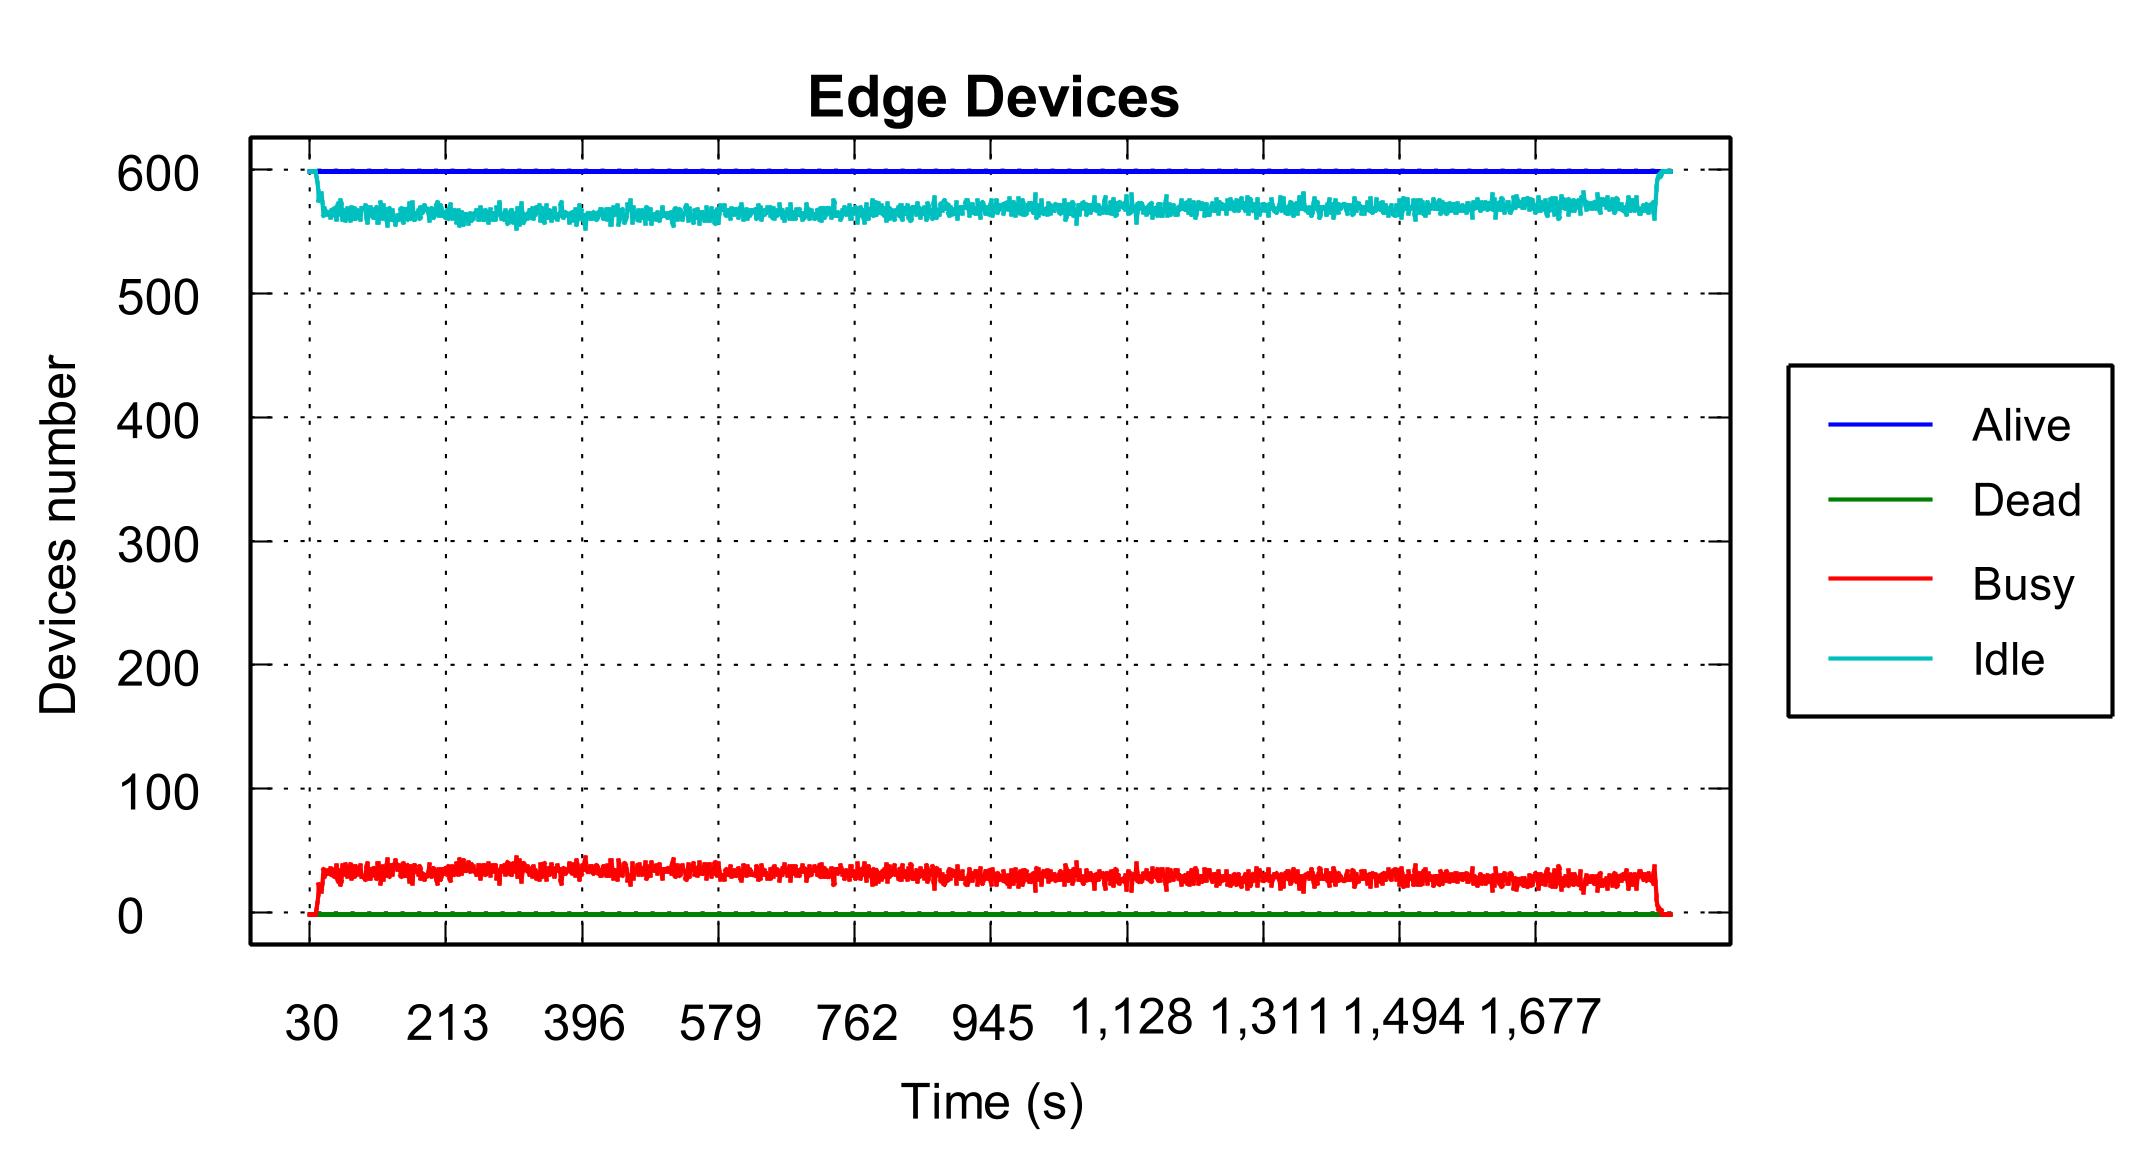 Edge Devices
600
500
400
300
200
100
0
Devices number
30 213 396 579 762 945 1,128 1,311 1,494 1,677
Time (s)
Alive
Dead
Busy
Idle